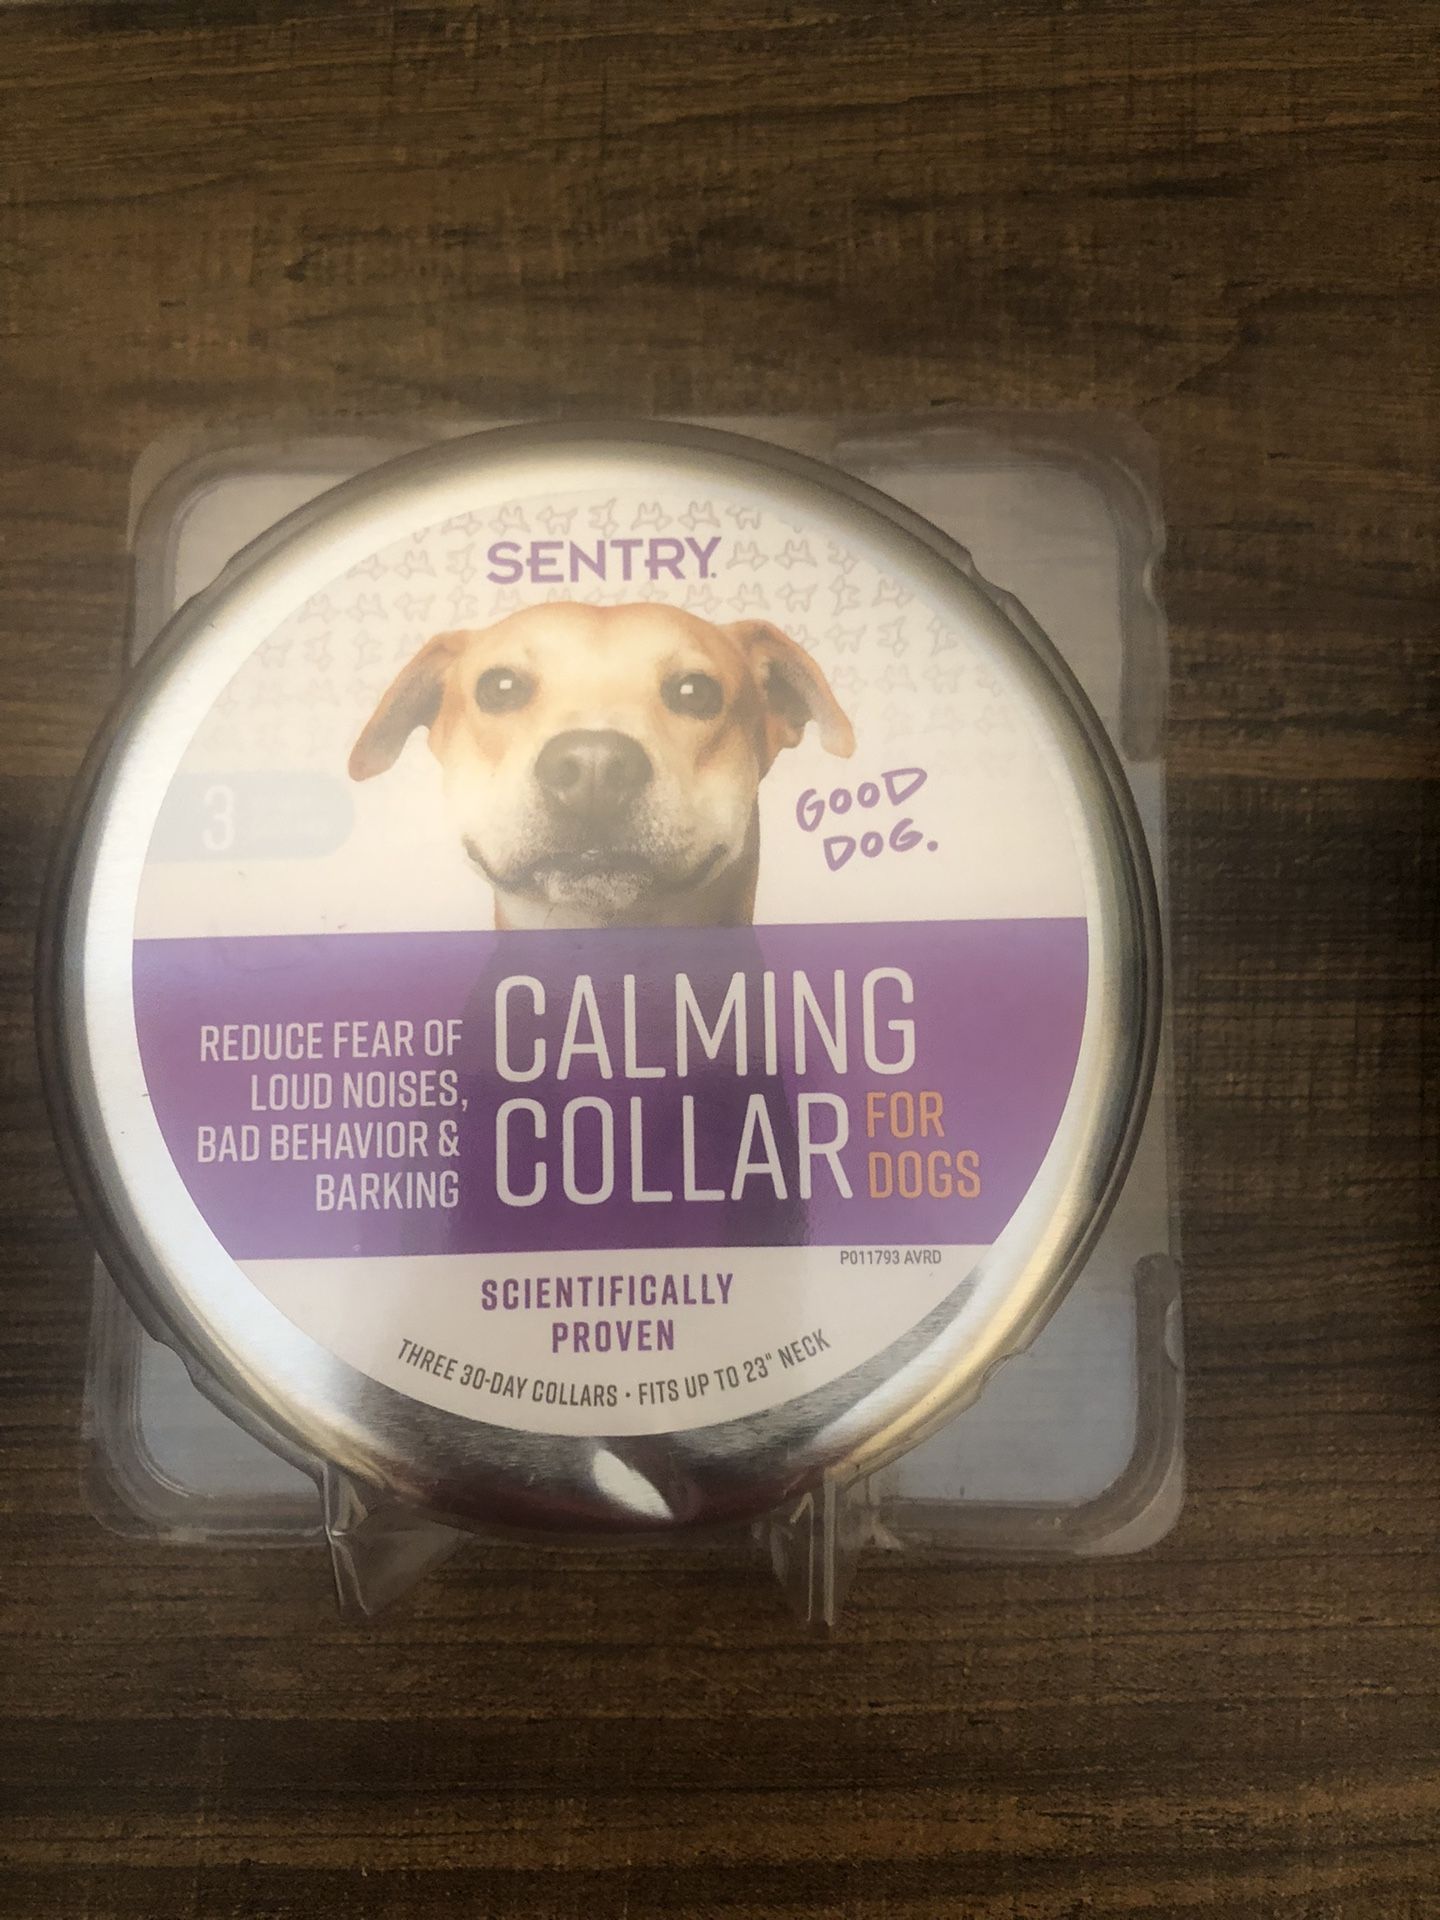 SENTRY.
GOOD
DOG.
3
REDUCE FEAR OF
LOUD NOISES,
BAD BEHAVIOR &
BARKING
CALMING
COLLAR
FOR
DOGS
P011793 AVRD
SCIENTIFICALLY
PROVEN
THREE 30-DAY COLLARS · FITS UP TO 23" NECK